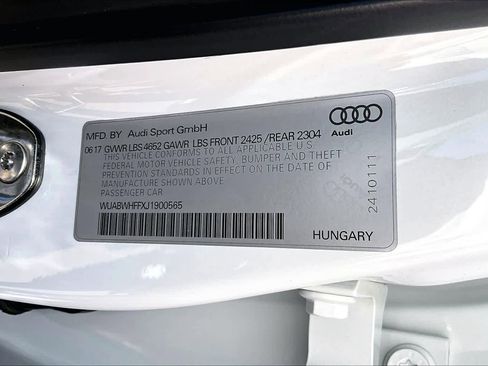 MFD. BY Audi Sport GmbH
06 17 GVWR LBS 4652 GAWR LBS FRONT 2425 /REAR 2304
THIS VEHICLE CONFORMS TO ALL APPLICABLE U.S
FEDERAL MOTOR VEHICLE SAFETY, BUMPER AND THEFT
PREVENTION STANDARDS IN EFFECT ON THE DATE OF
MANUFACTURE SHOWN ABOVE
PASSENGER CAR
WUABWHFFXJ1900565
Audi
2410111
HUNGARY